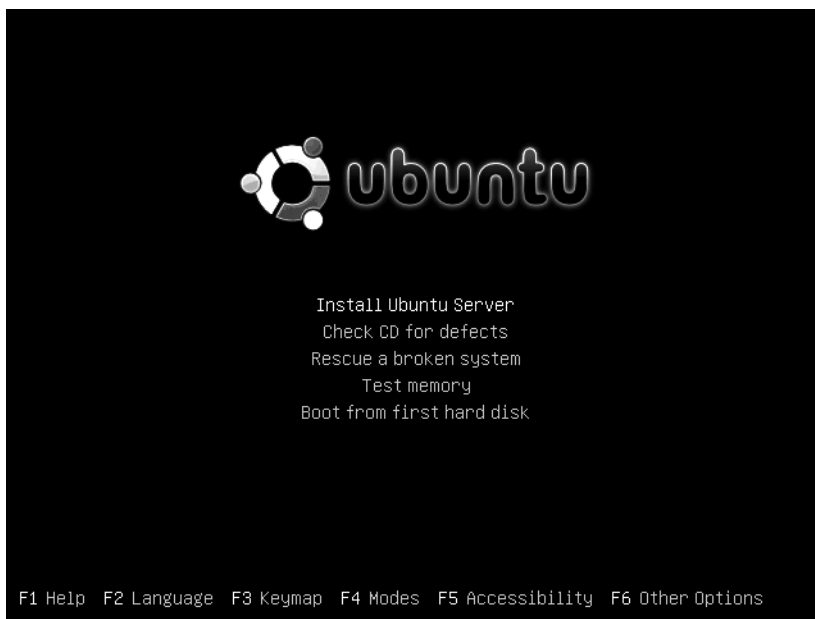 ubuntu
Install Ubuntu Server
Check CD for defects
Rescue a broken system
Test memory
Boot from first hard disk
F1 Help F2 Language F3 Keymap F4 Modes F5 Accessibility F6 Other Options